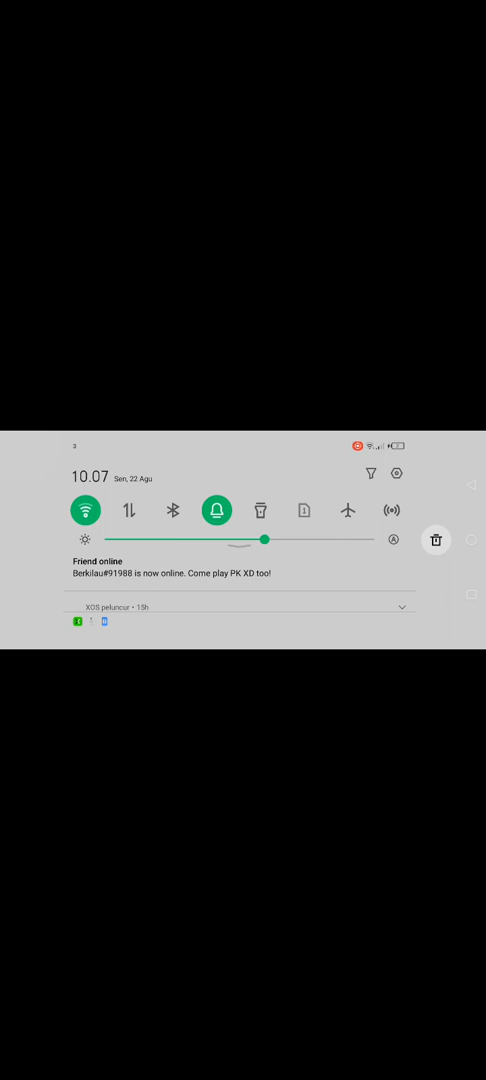 3
10.07 Sen, 22 Agu
Friend online
Berkilau#91988 is now online. Come play PK XD too!
XOS peluncur • 15h